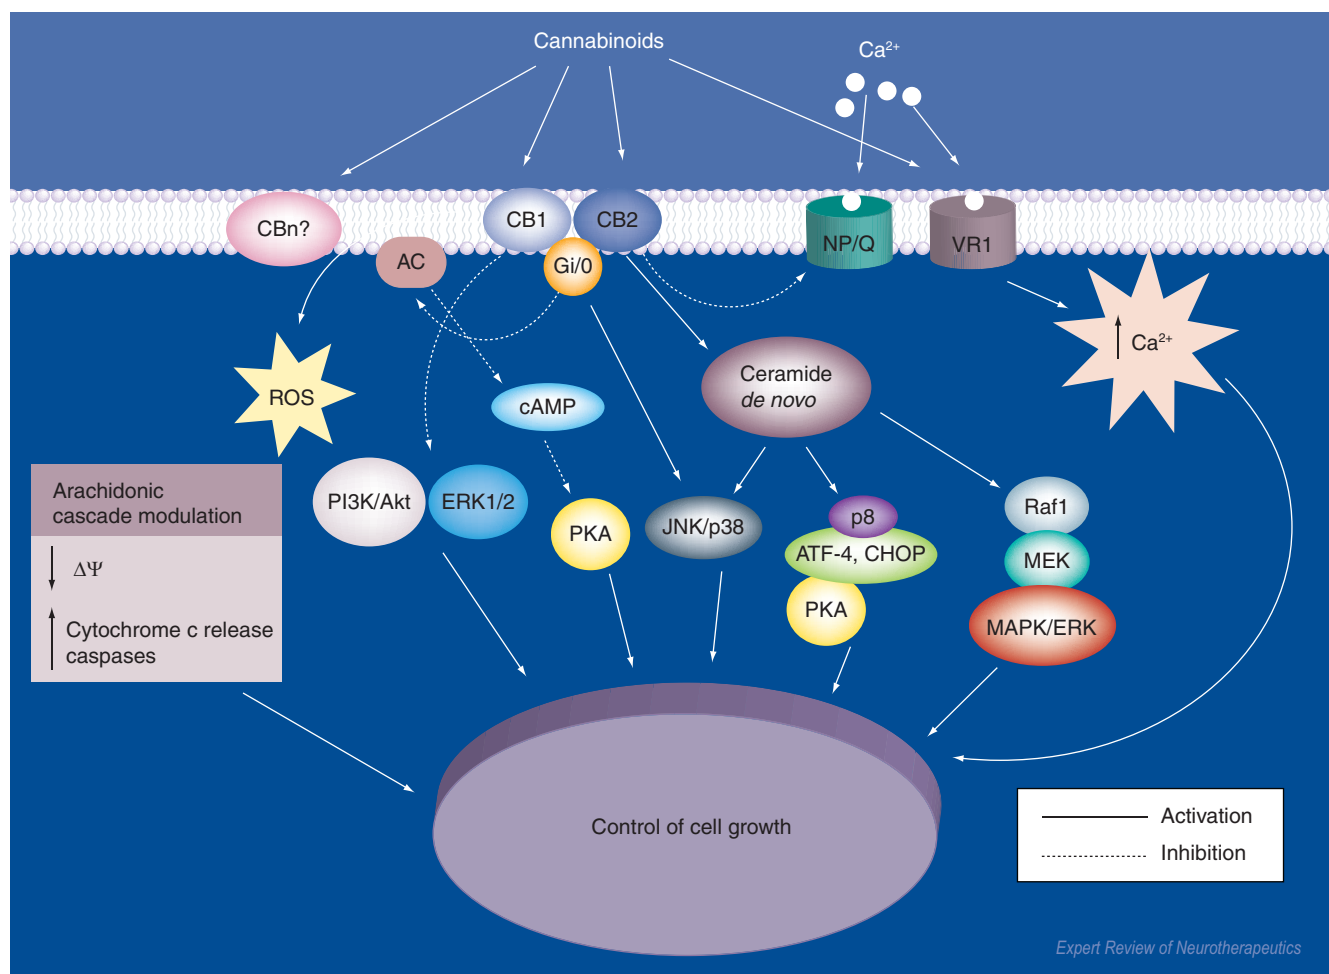 Cannabinoids
Ca²⁺
CBn?
AC
CB1
CB2
Gi/0
NP/Q
VR1
Ca²⁺
ROS
cAMP
Ceramide
de novo
Arachidonic
cascade modulation
ΔΨ
Cytochrome c release
caspases
PI3K/Akt
ERK1/2
PKA
JNK/p38
p8
ATF-4, CHOP
PKA
Raf1
MEK
MAPK/ERK
Control of cell growth
Activation
Inhibition
Expert Review of Neurotherapeutics